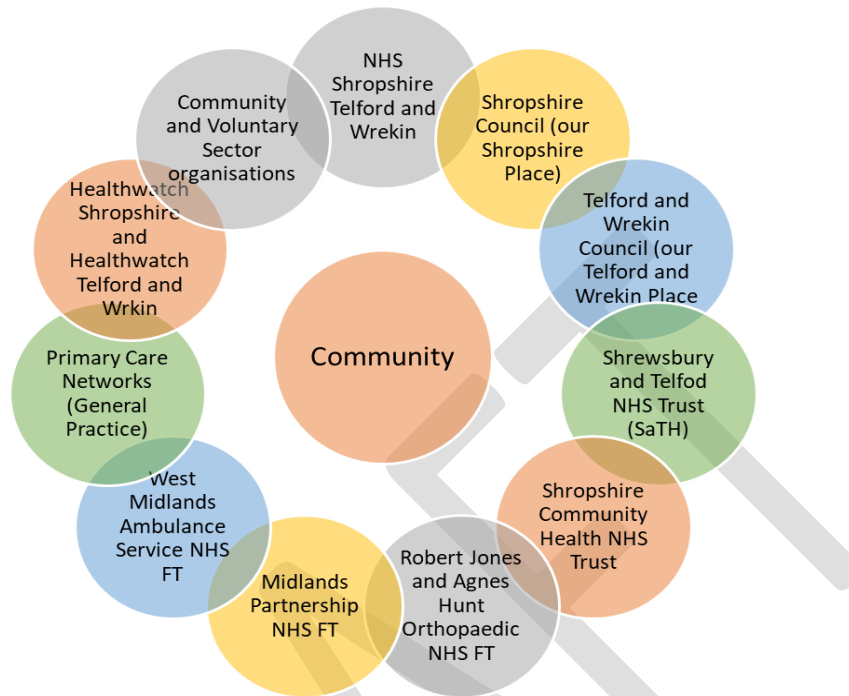 NHS
Shropshire
Telford and
Wrekin
Shropshire
Council (our
Shropshire
Place)
Telford and
Wrekin
Council (our
Telford and
Wrekin Place
Shrewsbury
and Telfod
NHS Trust
(SaTH)
Shropshire
Community
Health NHS
Trust
Robert Jones
and Agnes
Hunt
Orthopaedic
NHS FT
Midlands
Partnership
NHS FT
West
Midlands
Ambulance
Service NHS
FT
Primary Care
Networks
(General
Practice)
Healthwatch
Shropshire
and
Healthwatch
Telford and
Wrkin
Community
and Voluntary
Sector
organisations
Community